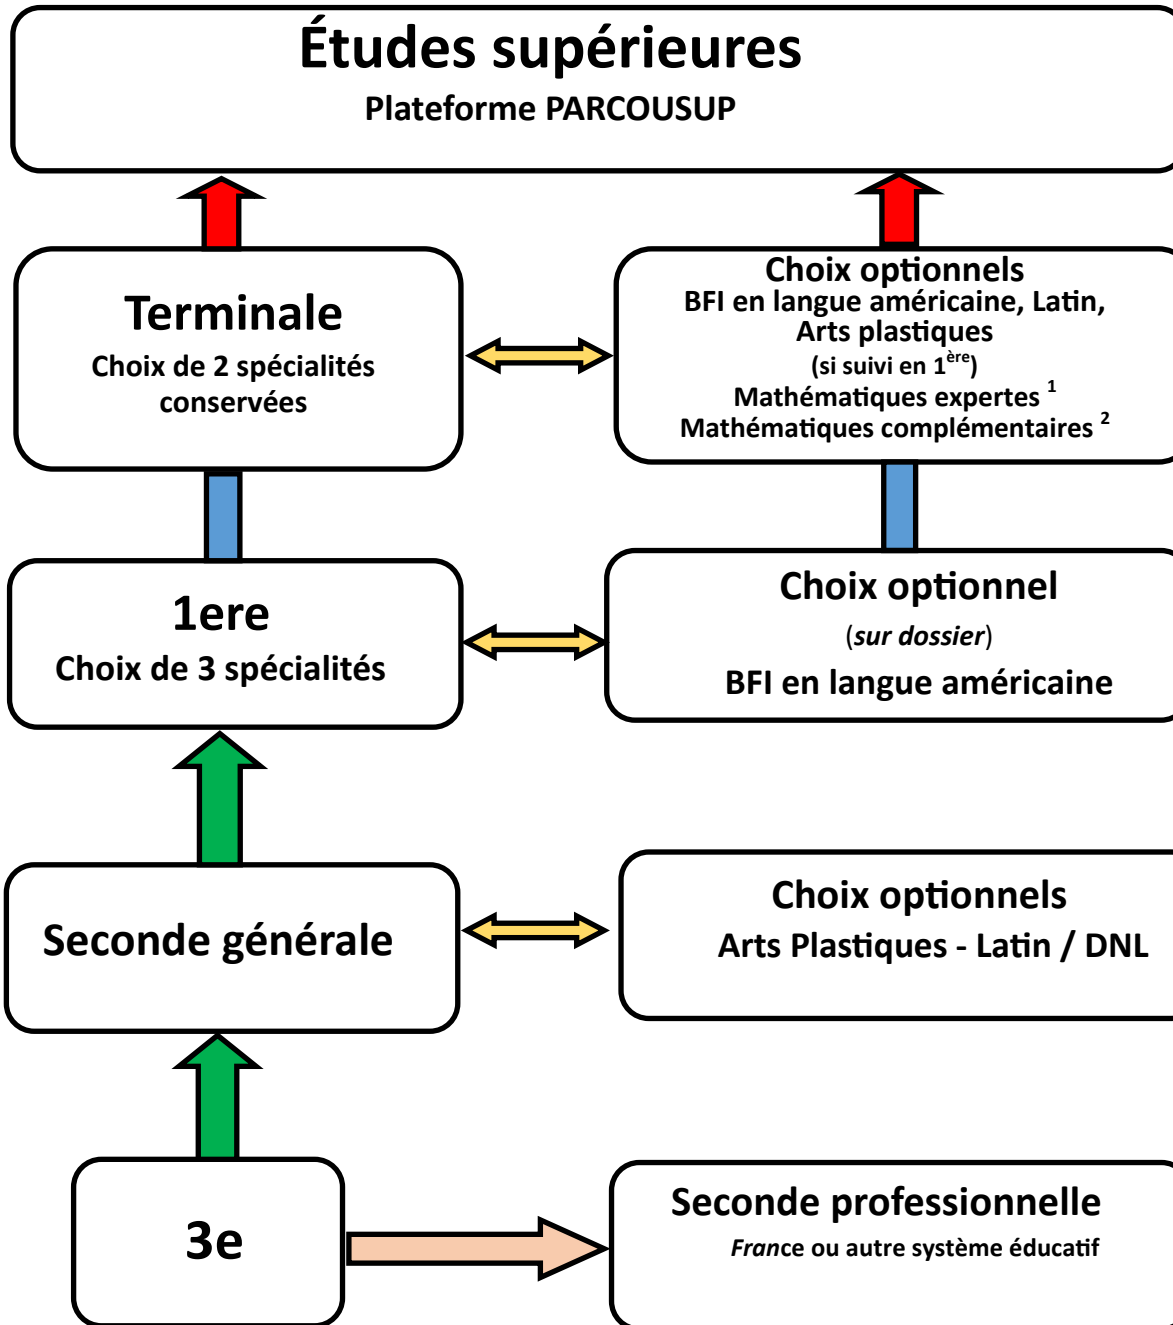 Études supérieures
Plateforme PARCOUSUP
Terminale
Choix de 2 spécialités
conservées
Choix optionnels
BFI en langue américaine, Latin,
Arts plastiques
(si suivi en 1ère)
Mathématiques expertes 1
Mathématiques complémentaires 2
1ere
Choix de 3 spécialités
Choix optionnel
(sur dossier)
BFI en langue américaine
Seconde générale
Choix optionnels
Arts Plastiques - Latin / DNL
3e
Seconde professionnelle
France ou autre système éducatif